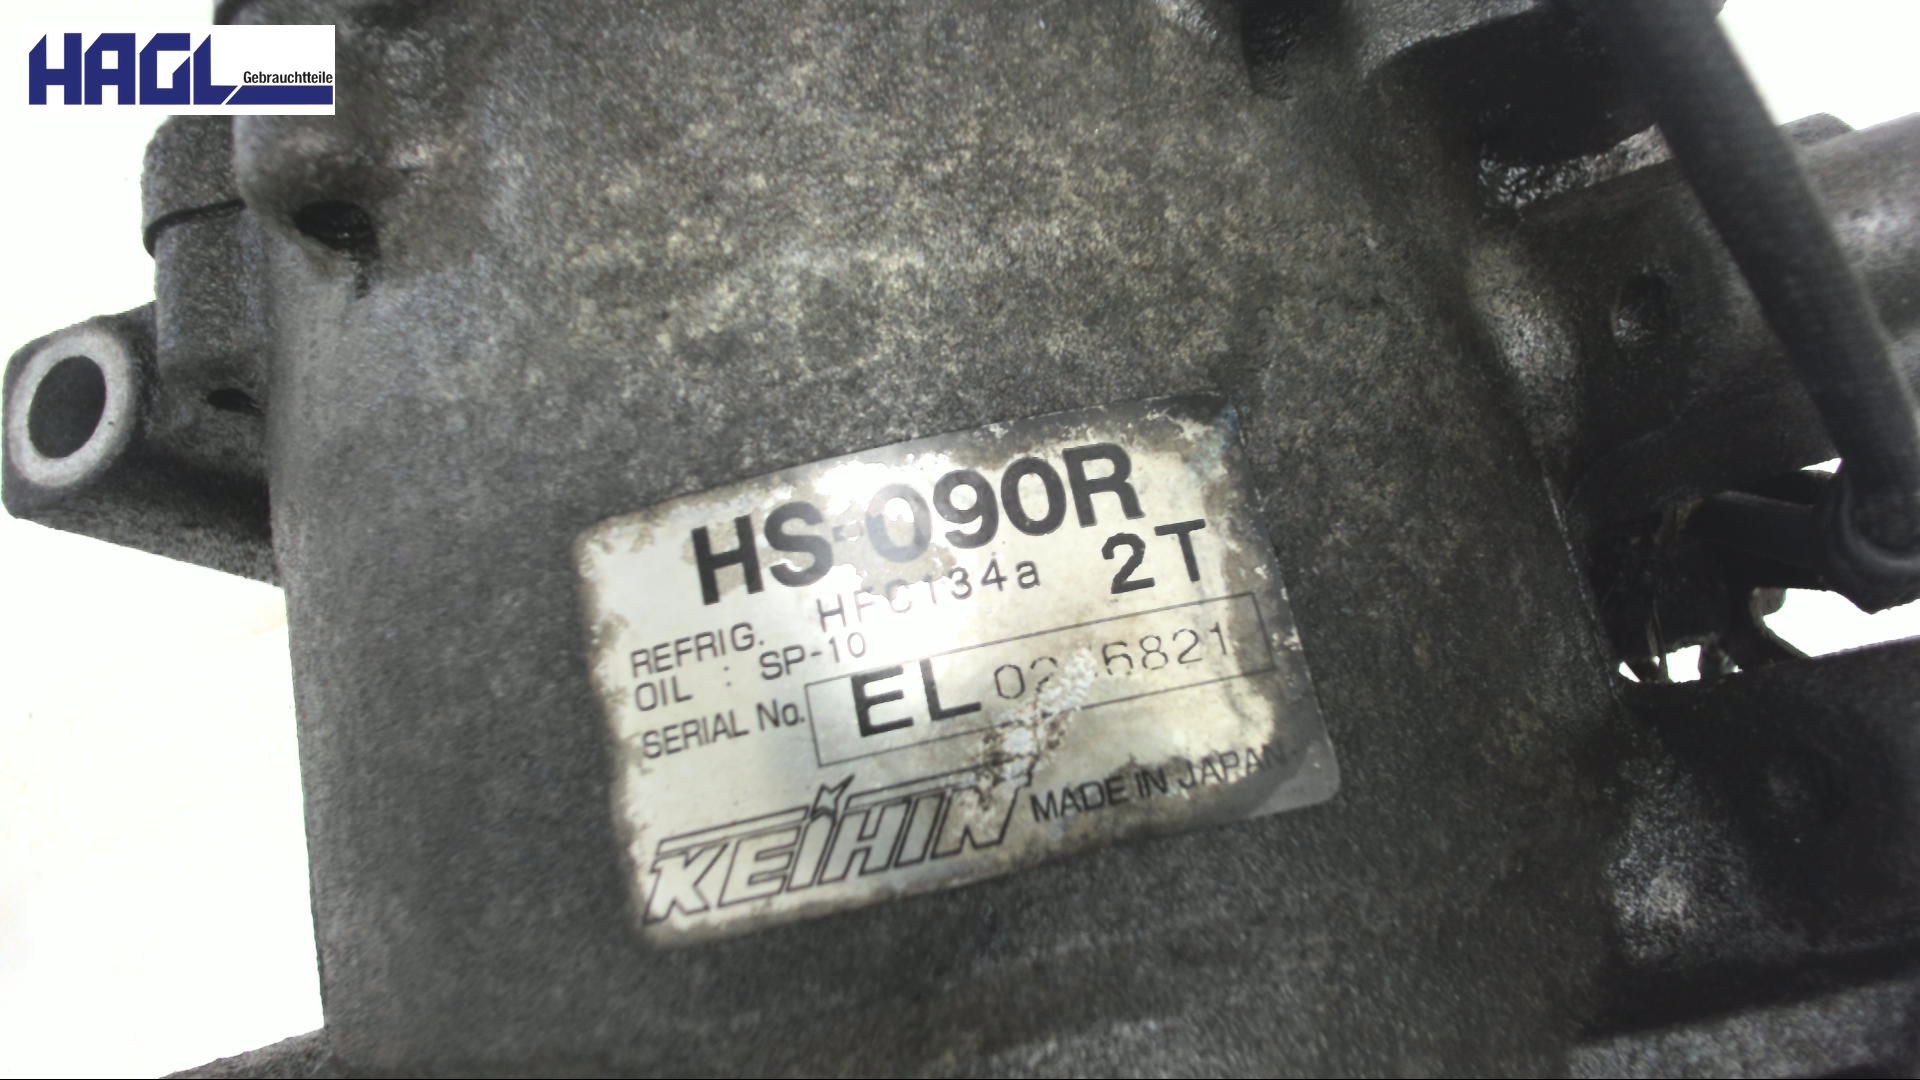 HAGL
Gebrauchtteile
HS-090R
REFRIG. HFC134a 2T
OIL : SP-10
SERIAL No. EL
KEIHIN MADE IN JAPAN